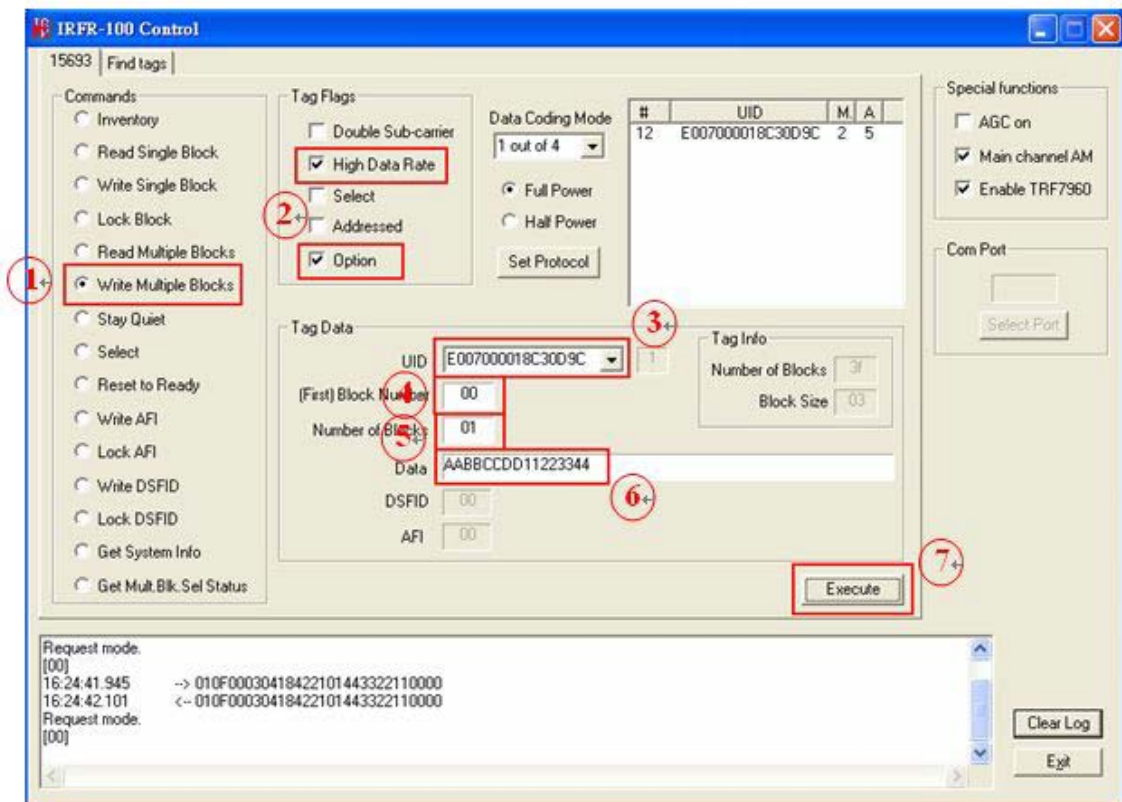 IRFR-100 Control
15693 Find tags
Commands
Inventory
Read Single Block
Write Single Block
Lock Block
Read Multiple Blocks
1 Write Multiple Blocks
Stay Quiet
Select
Reset to Ready
Write AFI
Lock AFI
Write DSFID
Lock DSFID
Get System Info
Get Mult.Blk.Sel Status
Tag Flags
Double Sub-carrier
High Data Rate
Select
2
Addressed
Option
Data Coding Mode
1 out of 4
Full Power
Half Power
Set Protocol
# UID M. A
12 E007000018C30D9C 2 5
Special functions
AGC on
Main channel AM
Enable TRF7960
Com Port
Select Port
Tag Data
3
UID E007000018C30D9C 1
4
(First) Block Number 00
5
Number of Blocks 01
Data AABBCCDD11223344
6
DSFID 00
AFI 00
Tag Info
Number of Blocks 3f
Block Size 03
7
Execute
Request mode.
[00]
16:24:41.945 --> 010F00030418422101443322110000
16:24:42.101 <-- 010F00030418422101443322110000
Request mode.
[00]
Clear Log
Exit